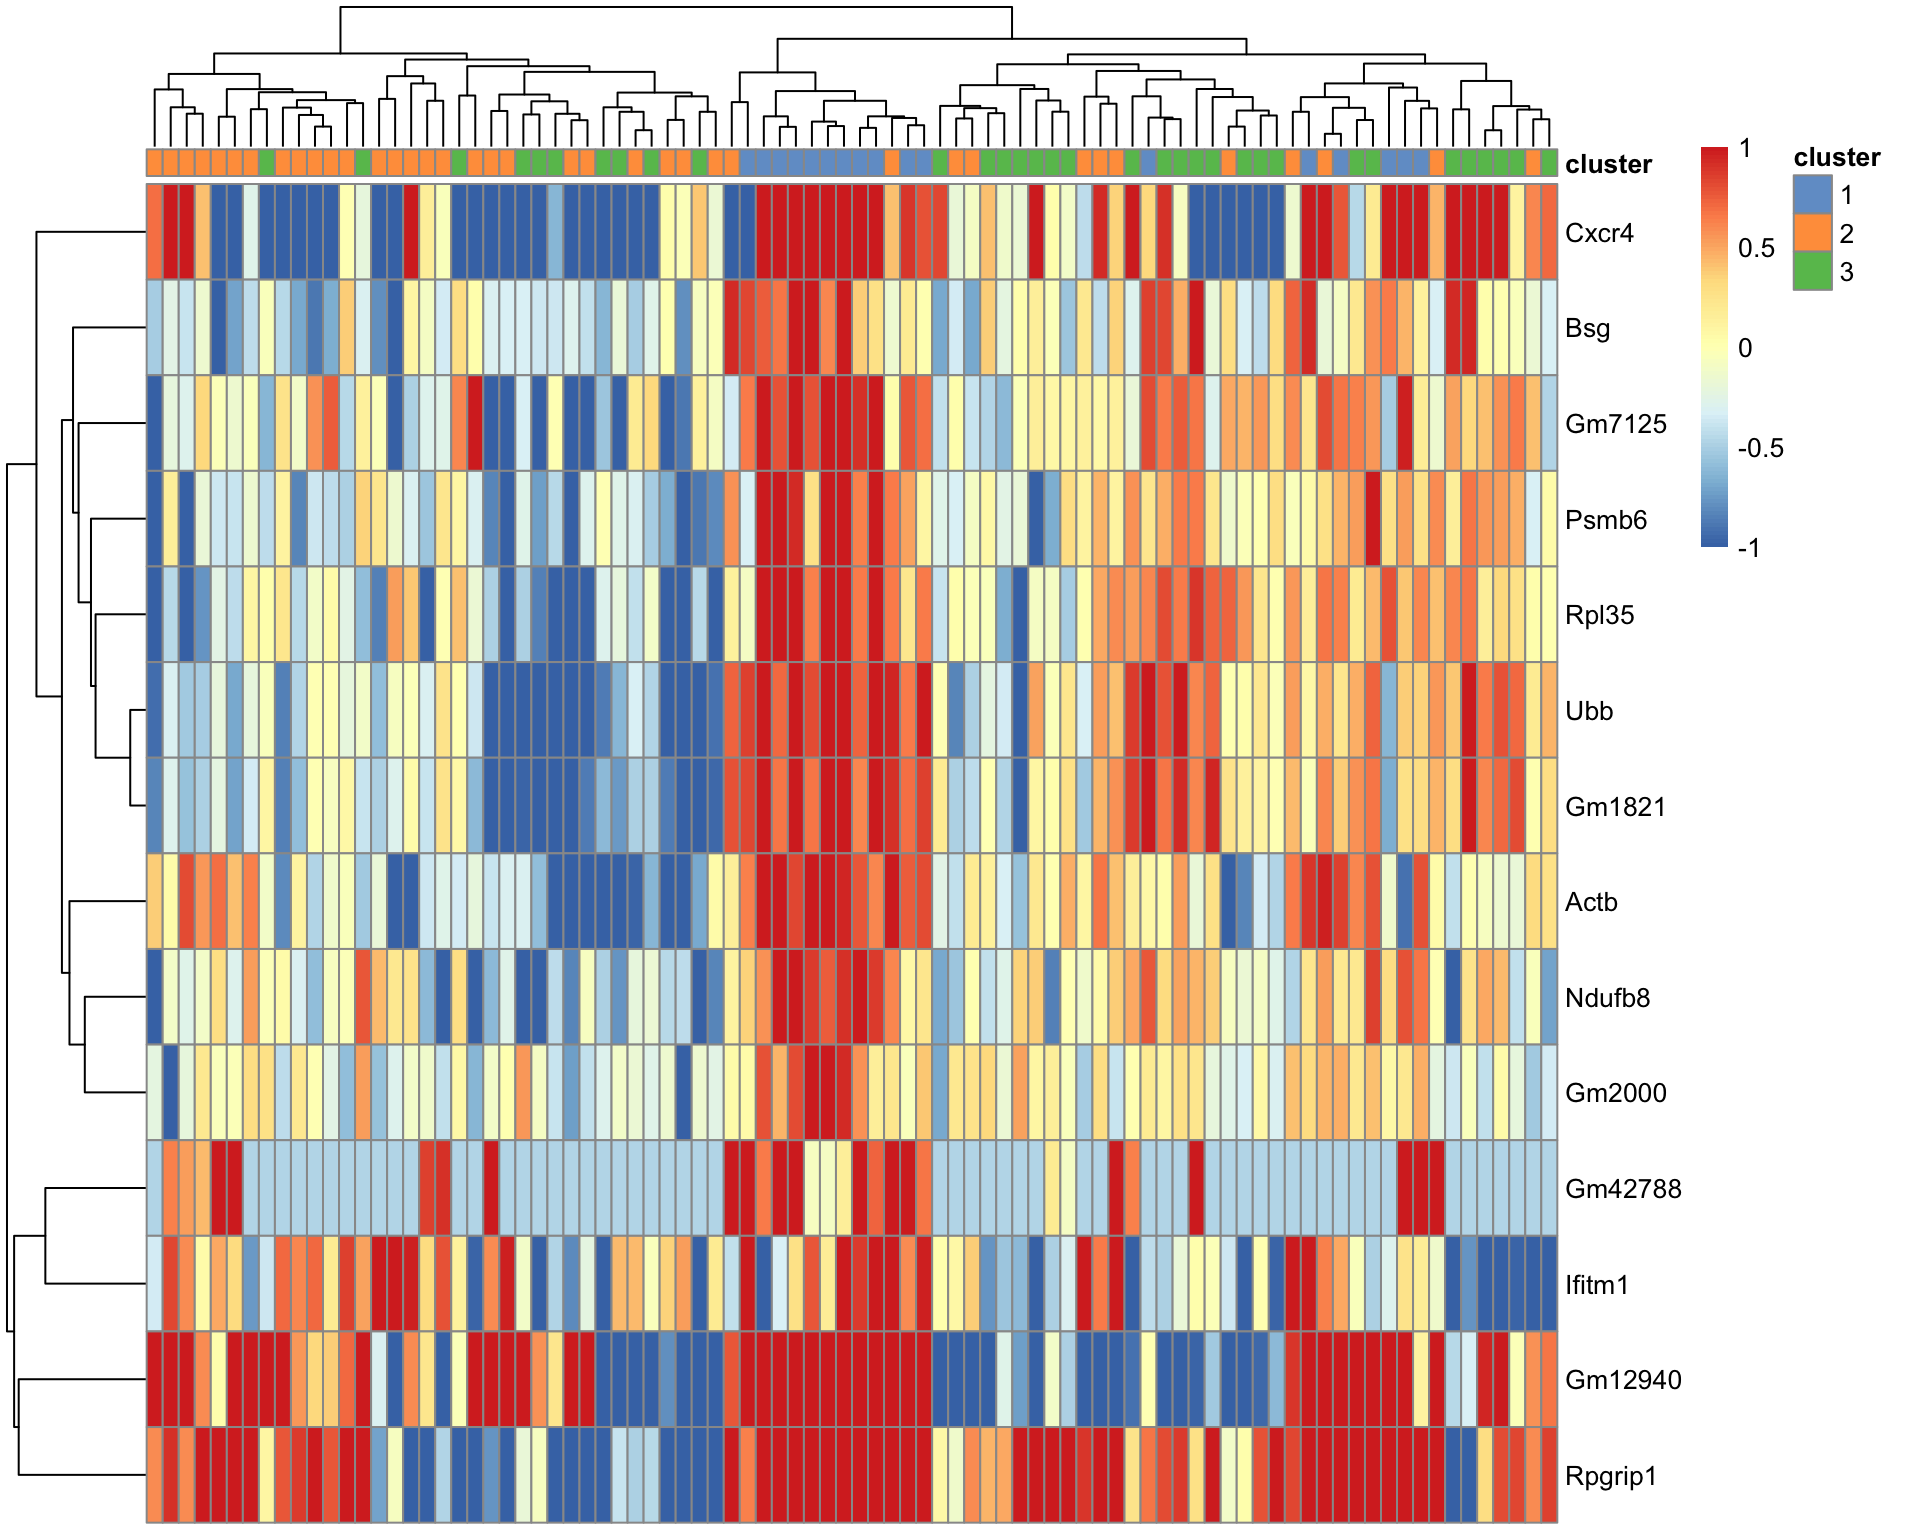 cluster
Cxcr4
Bsg
Gm7125
Psmb6
Rpl35
Ubb
Gm1821
Actb
Ndufb8
Gm2000
Gm42788
Ifitm1
Gm12940
Rpgrip1
1
0.5
0
-0.5
-1
cluster
1
2
3